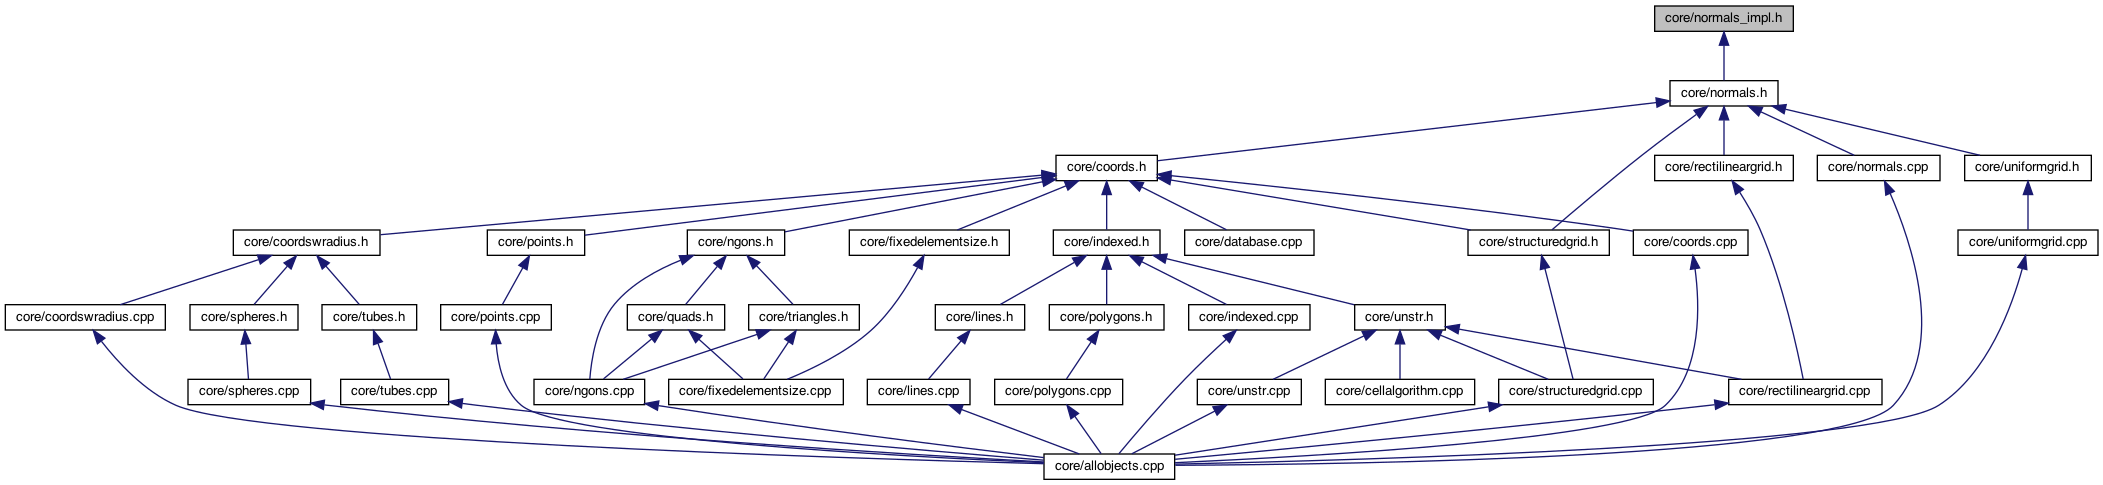 core/normals_impl.h
core/normals.h
core/coords.h
core/rectilineargrid.h
core/normals.cpp
core/uniformgrid.h
core/coordswradius.h
core/points.h
core/ngons.h
core/fixedelementsize.h
core/indexed.h
core/database.cpp
core/structuredgrid.h
core/coords.cpp
core/uniformgrid.cpp
core/coordswradius.cpp
core/spheres.h
core/tubes.h
core/points.cpp
core/quads.h
core/triangles.h
core/lines.h
core/polygons.h
core/indexed.cpp
core/unstr.h
core/spheres.cpp
core/tubes.cpp
core/ngons.cpp
core/fixedelementsize.cpp
core/lines.cpp
core/polygons.cpp
core/unstr.cpp
core/cellalgorithm.cpp
core/structuredgrid.cpp
core/rectilineargrid.cpp
core/allobjects.cpp